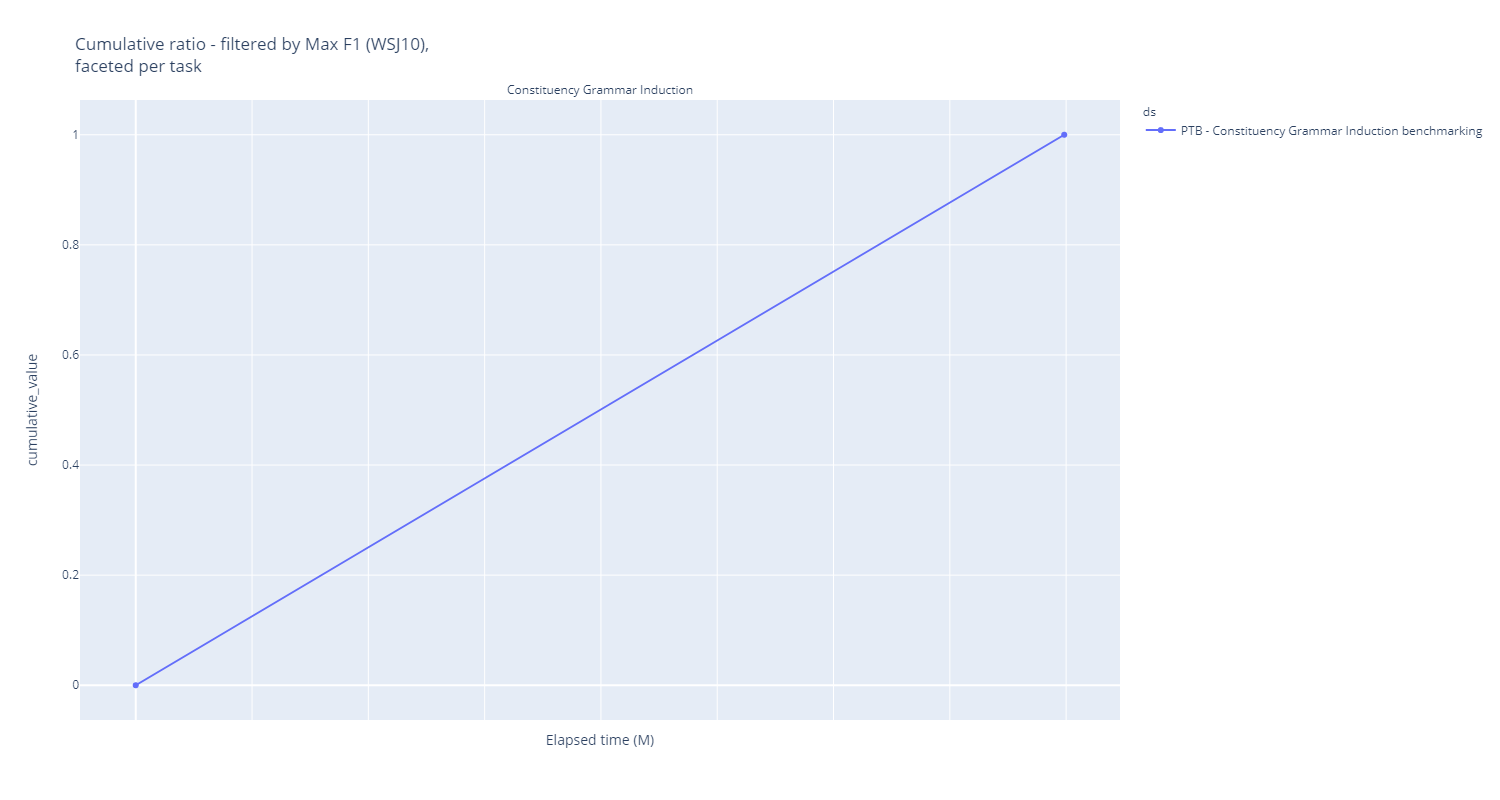 Cumulative ratio - filtered by Max F1 (WSJ10),
faceted per task
Constituency Grammar Induction
ds
PTB - Constituency Grammar Induction benchmarking
1
0.8
0.6
0.4
0.2
0
cumulative_value
Elapsed time (M)